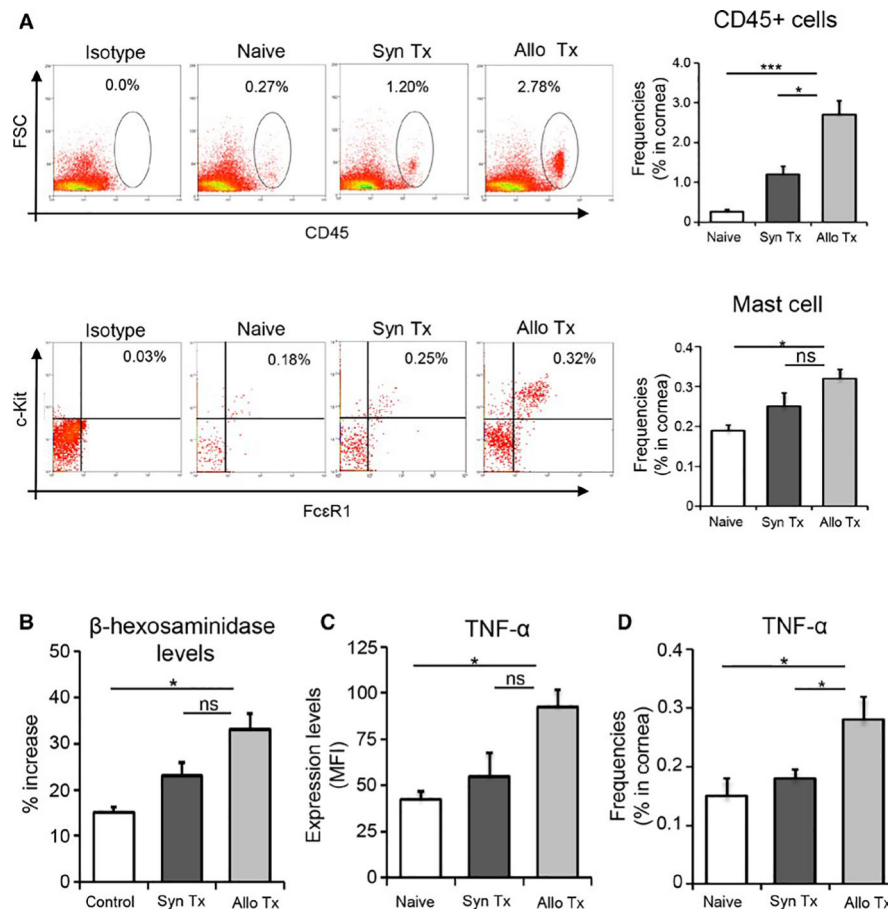 A
Isotype Naive Syn Tx Allo Tx
0.0% 0.27% 1.20% 2.78%
FSC
CD45
CD45+ cells
Frequencies
(% in cornea)
4.0
3.0
2.0
1.0
0
***
*
Naive Syn Tx Allo Tx
Isotype Naive Syn Tx Allo Tx
0.03% 0.18% 0.25% 0.32%
c-Kit
FcεR1
Mast cell
Frequencies
(% in cornea)
0.4
0.3
0.2
0.1
0
*
ns
Naive Syn Tx Allo Tx
B
β-hexosaminidase
levels
% increase
50
40
30
20
10
0
*
ns
Control Syn Tx Allo Tx
C
TNF-α
Expression levels
(MFI)
125
100
75
50
25
0
*
ns
Naive Syn Tx Allo Tx
D
TNF-α
Frequencies
(% in cornea)
0.4
0.3
0.2
0.1
0
*
*
Naive Syn Tx Allo Tx